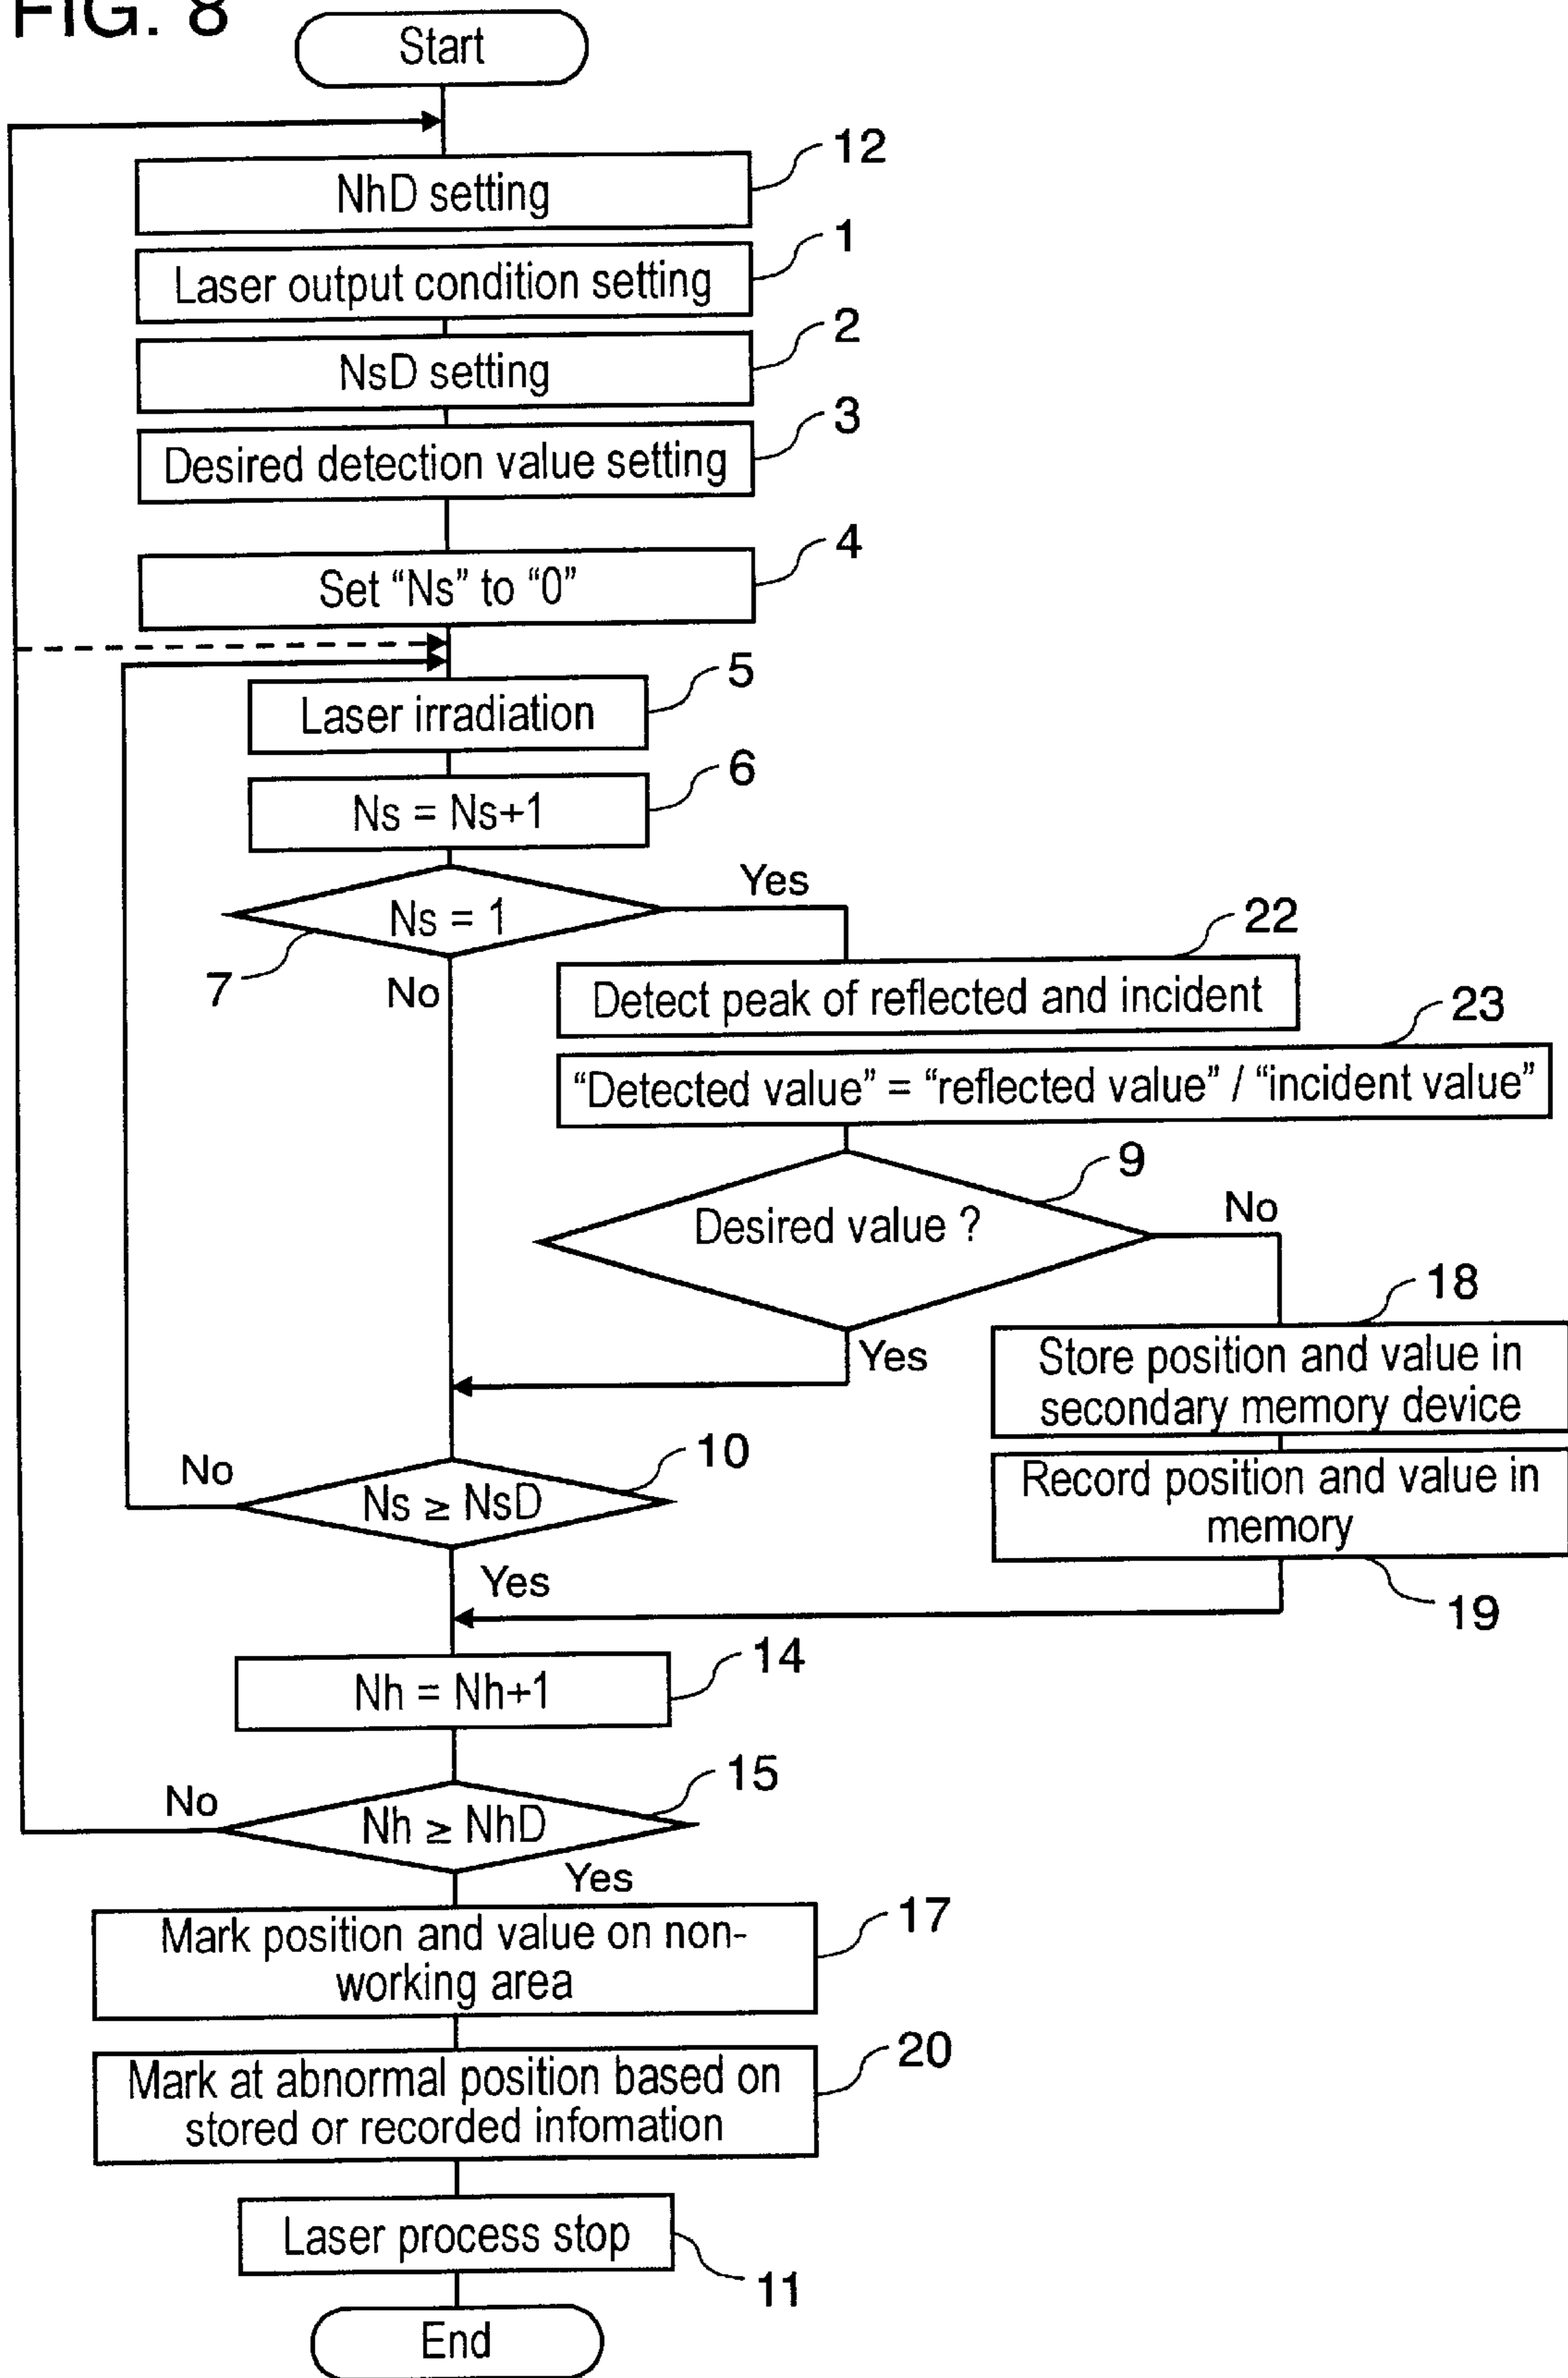 FIG. 8
Start
NhD setting
12
Laser output condition setting
1
NsD setting
2
Desired detection value setting
3
Set “Ns” to “0”
4
Laser irradiation
5
Ns = Ns+1
6
Ns = 1
7
Yes
No
22
Detect peak of reflected and incident
23
“Detected value” = “reflected value” / “incident value”
9
Desired value ?
No
Yes
18
Store position and value in
secondary memory device
Record position and value in
memory
19
No
10
Ns ≥ NsD
Yes
Nh = Nh+1
14
No
15
Nh ≥ NhD
Yes
Mark position and value on non-
working area
17
Mark at abnormal position based on
stored or recorded infomation
20
Laser process stop
11
End